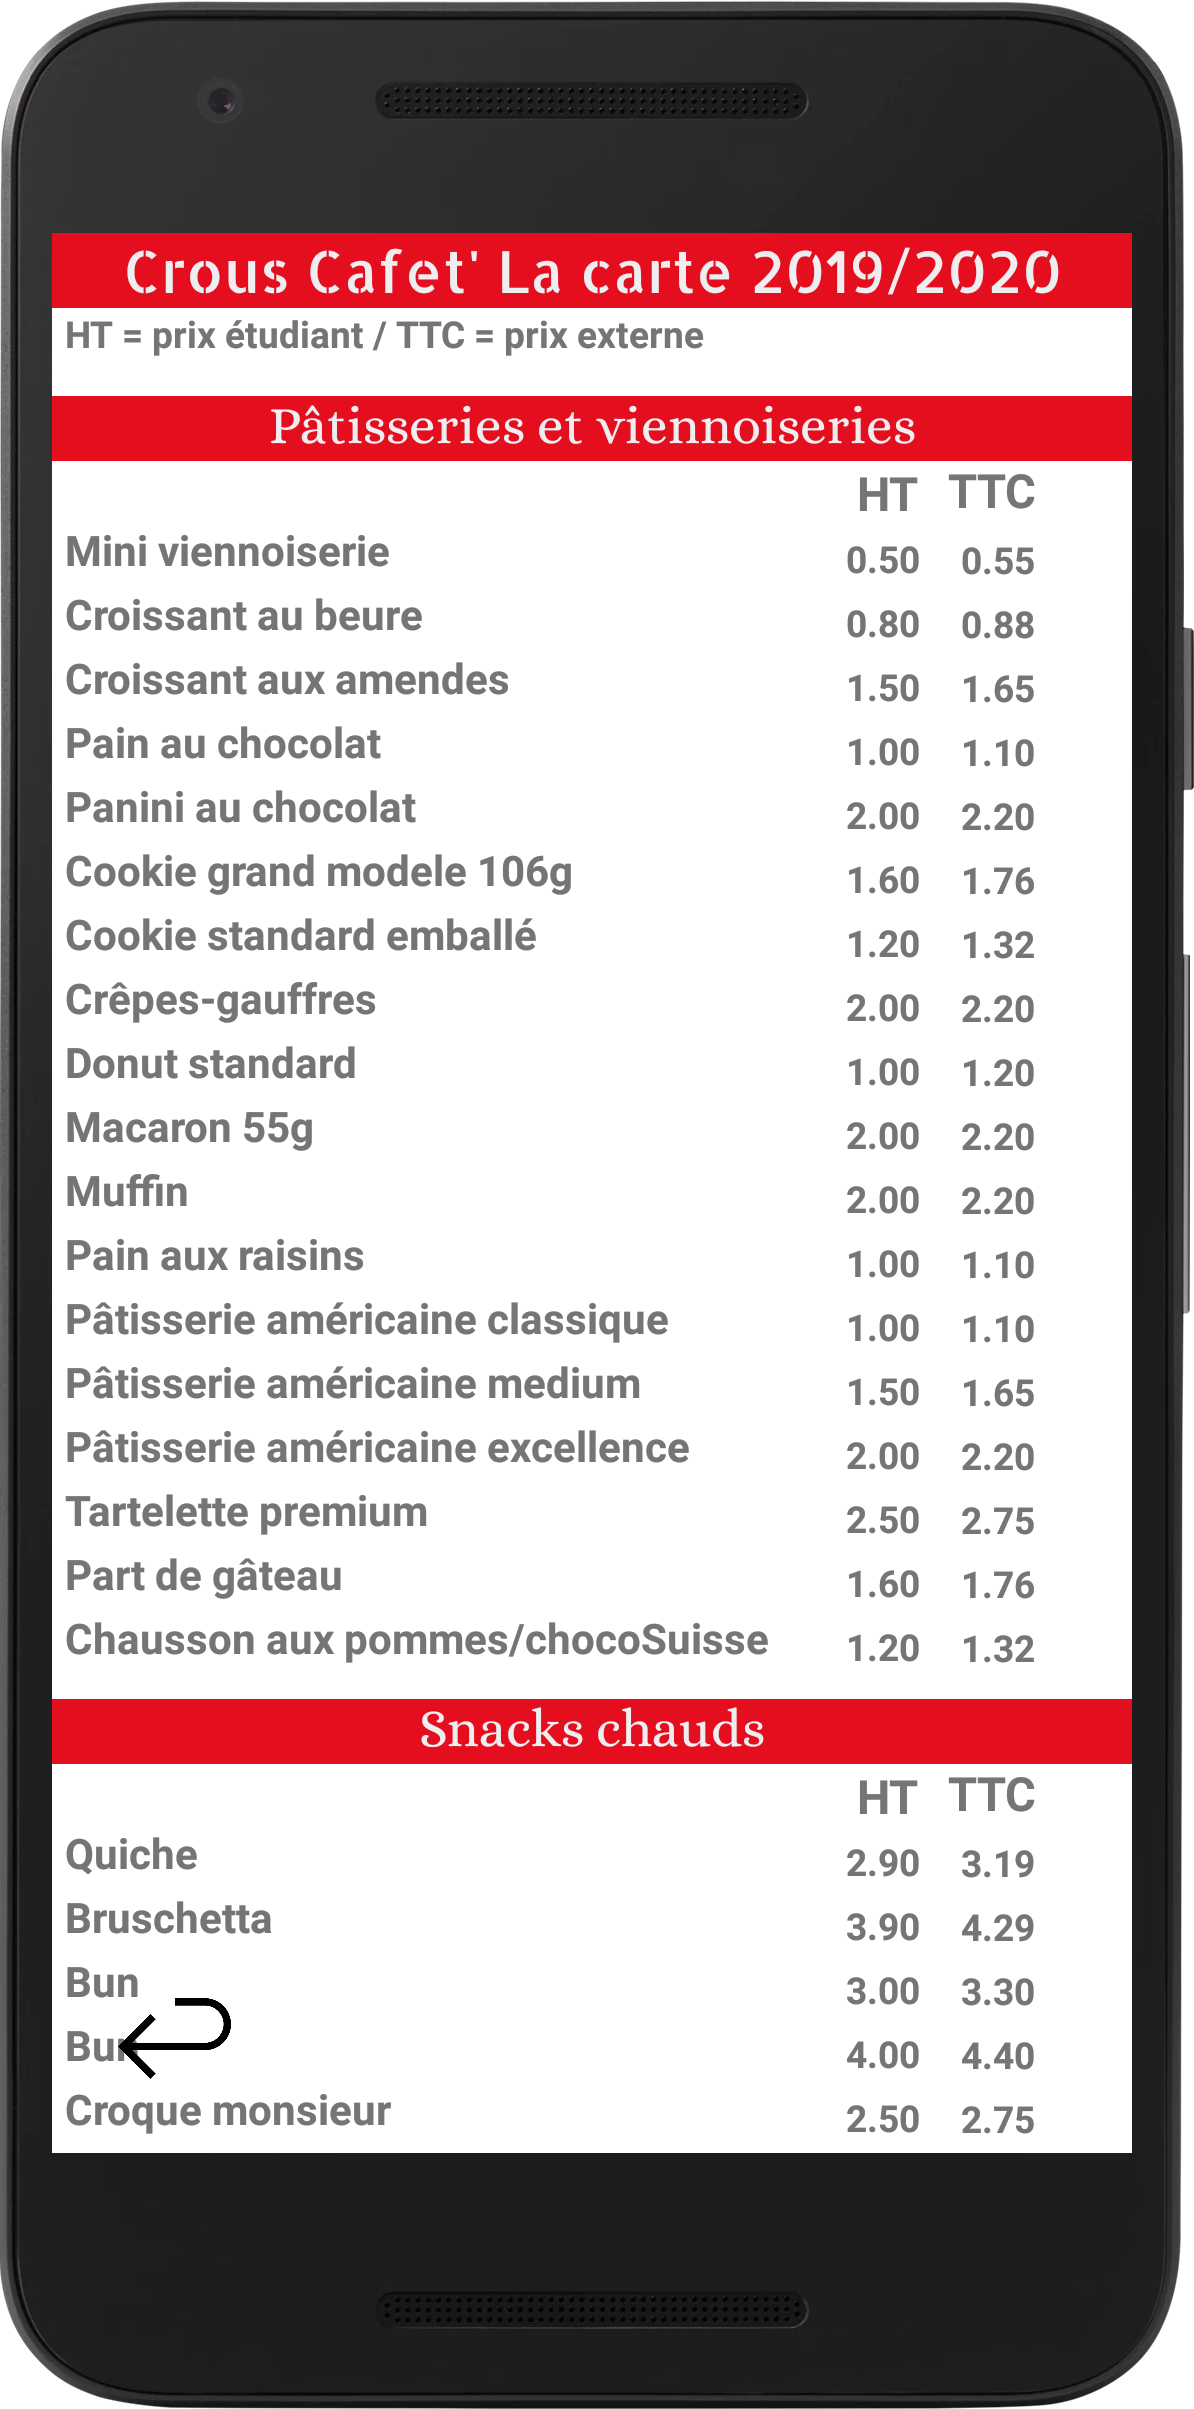 Crous Cafet' La carte 2019/2020
HT = prix étudiant / TTC = prix externe
Pâtisseries et viennoiseries
HT TTC
Mini viennoiserie 0.50 0.55
Croissant au beure 0.80 0.88
Croissant aux amendes 1.50 1.65
Pain au chocolat 1.00 1.10
Panini au chocolat 2.00 2.20
Cookie grand modele 106g 1.60 1.76
Cookie standard emballé 1.20 1.32
Crêpes-gauffres 2.00 2.20
Donut standard 1.00 1.20
Macaron 55g 2.00 2.20
Muffin 2.00 2.20
Pain aux raisins 1.00 1.10
Pâtisserie américaine classique 1.00 1.10
Pâtisserie américaine medium 1.50 1.65
Pâtisserie américaine excellence 2.00 2.20
Tartelette premium 2.50 2.75
Part de gâteau 1.60 1.76
Chausson aux pommes/chocoSuisse 1.20 1.32
Snacks chauds
HT TTC
Quiche 2.90 3.19
Bruschetta 3.90 4.29
Bun 3.00 3.30
4.00 4.40
Croque monsieur 2.50 2.75